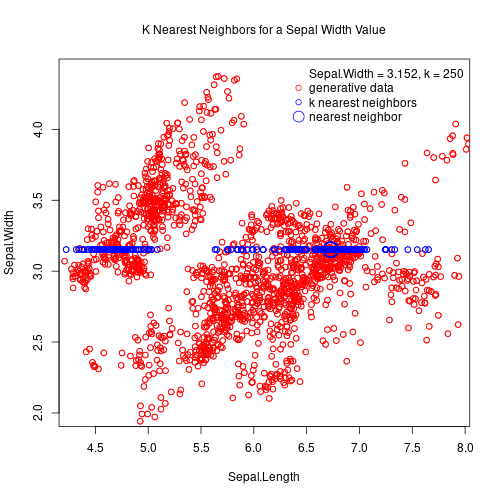 K Nearest Neighbors for a Sepal Width Value
Sepal.Width = 3.152, k = 250
generative data
k nearest neighbors
nearest neighbor
4.0
3.5
3.0
2.5
2.0
Sepal.Width
4.5 5.0 5.5 6.0 6.5 7.0 7.5 8.0
Sepal.Length